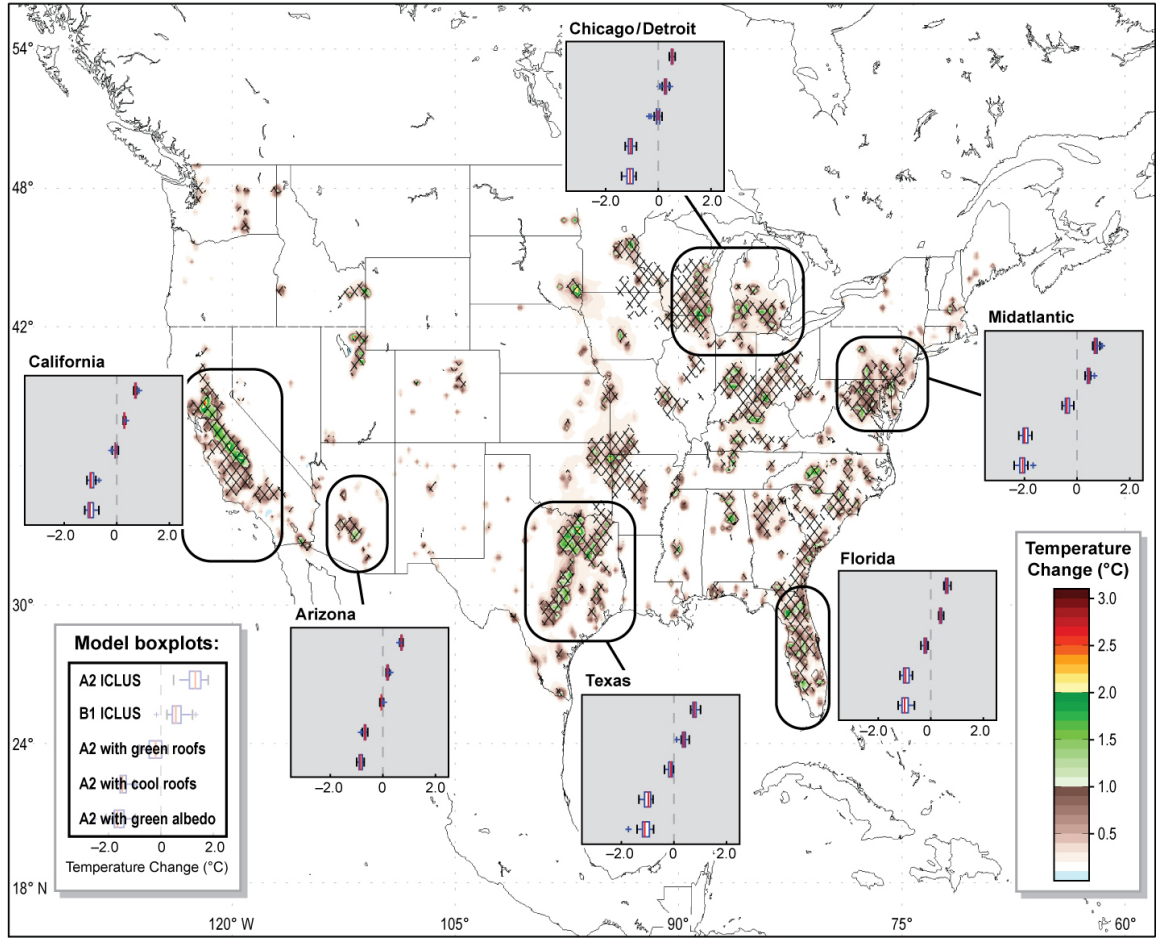 Chicago/Detroit
54°
–2.0 0 2.0
48°
42°
Midatlantic
–2.0 0 2.0
California
–2.0 0 2.0
Temperature
Change (°C)
3.0
2.5
2.0
1.5
1.0
0.5
Florida
–2.0 0 2.0
30°
Arizona
–2.0 0 2.0
Texas
–2.0 0 2.0
Model boxplots:
A2 ICLUS
B1 ICLUS
A2 with green roofs
A2 with cool roofs
A2 with green albedo
–2.0 0 2.0
Temperature Change (°C)
24°
18° N
120° W 105° 90° 75° 60°